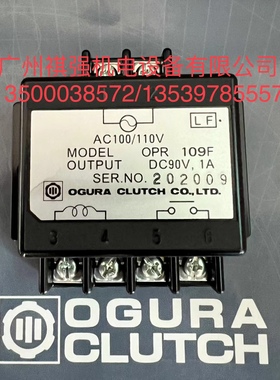 广州祺强机电设备有限公司
3500038572/13539785557
LF
AC100/110V
MODEL OPR 109F
OUTPUT DC90V, 1A
SER.NO. 202009
OGURA CLUTCH CO.,LTD.
3 4 5 6
OGURA
CLUTCH